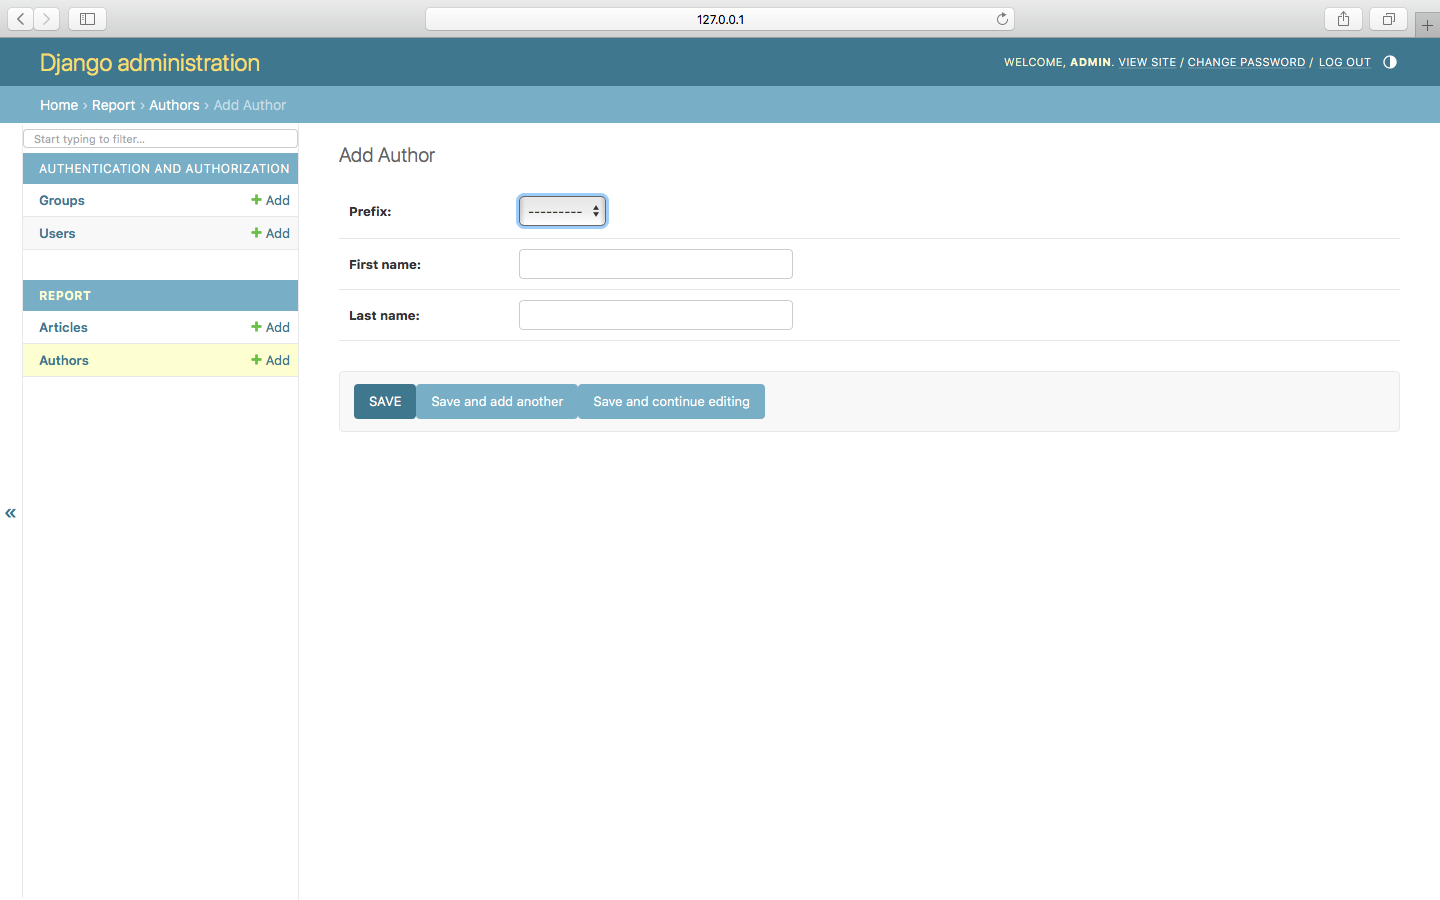 127.0.0.1
Django administration
WELCOME, ADMIN. VIEW SITE / CHANGE PASSWORD / LOG OUT
Home › Report › Authors › Add Author
Start typing to filter...
AUTHENTICATION AND AUTHORIZATION
Groups + Add
Users + Add
REPORT
Articles + Add
Authors + Add
«
Add Author
Prefix: ---------
First name:
Last name:
SAVE Save and add another Save and continue editing